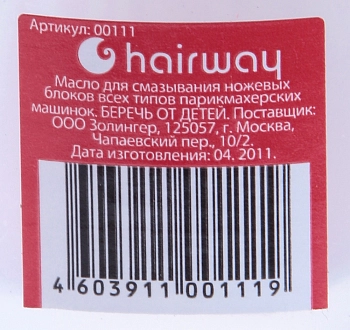 Артикул: 00111
hairway
Масло для смазывания ножевых
блоков всех типов парикмахерских
машинок. БЕРЕЧЬ ОТ ДЕТЕЙ. Поставщик:
ООО Золингер, 125057, г. Москва,
Чапаевский пер., 10/2.
Дата изготовления: 04. 2011.
4 603911 001119